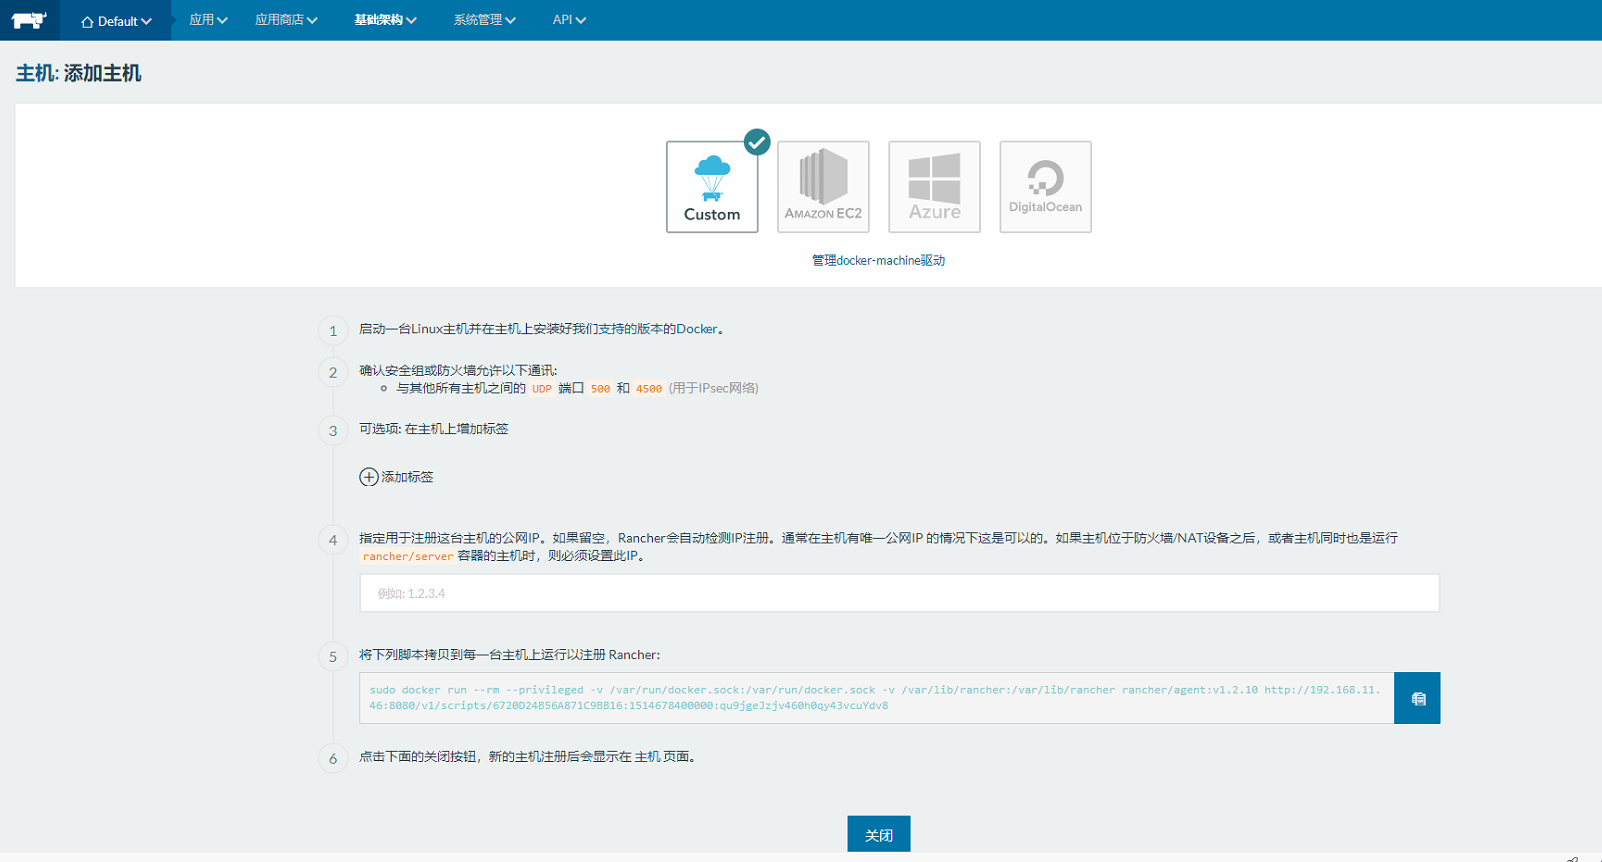 Default 应用 应用商店 基础架构 系统管理 API
主机: 添加主机
Custom AMAZON EC2 Azure DigitalOcean
管理docker-machine驱动
1 启动一台Linux主机并在主机上安装好我们支持的版本的Docker。
2 确认安全组或防火墙允许以下通讯:
与其他所有主机之间的 UDP 端口 500 和 4500 (用于IPsec网络)
3 可选项: 在主机上增加标签
添加标签
4 指定用于注册这台主机的公网IP。如果留空，Rancher会自动检测IP注册。通常在主机有唯一公网IP 的情况下这是可以的。如果主机位于防火墙/NAT设备之后，或者主机同时也是运行
rancher/server 容器的主机时，则必须设置此IP。
例如: 1.2.3.4
5 将下列脚本拷贝到每一台主机上运行以注册 Rancher:
sudo docker run --rm --privileged -v /var/run/docker.sock:/var/run/docker.sock -v /var/lib/rancher:/var/lib/rancher rancher/agent:v1.2.10 http://192.168.11.
46:8080/v1/scripts/6720D24B56A871C9BB16:1514678400000:qu9jgeJzjv460h0qy43vcuYdv8
6 点击下面的关闭按钮，新的主机注册后会显示在 主机 页面。
关闭